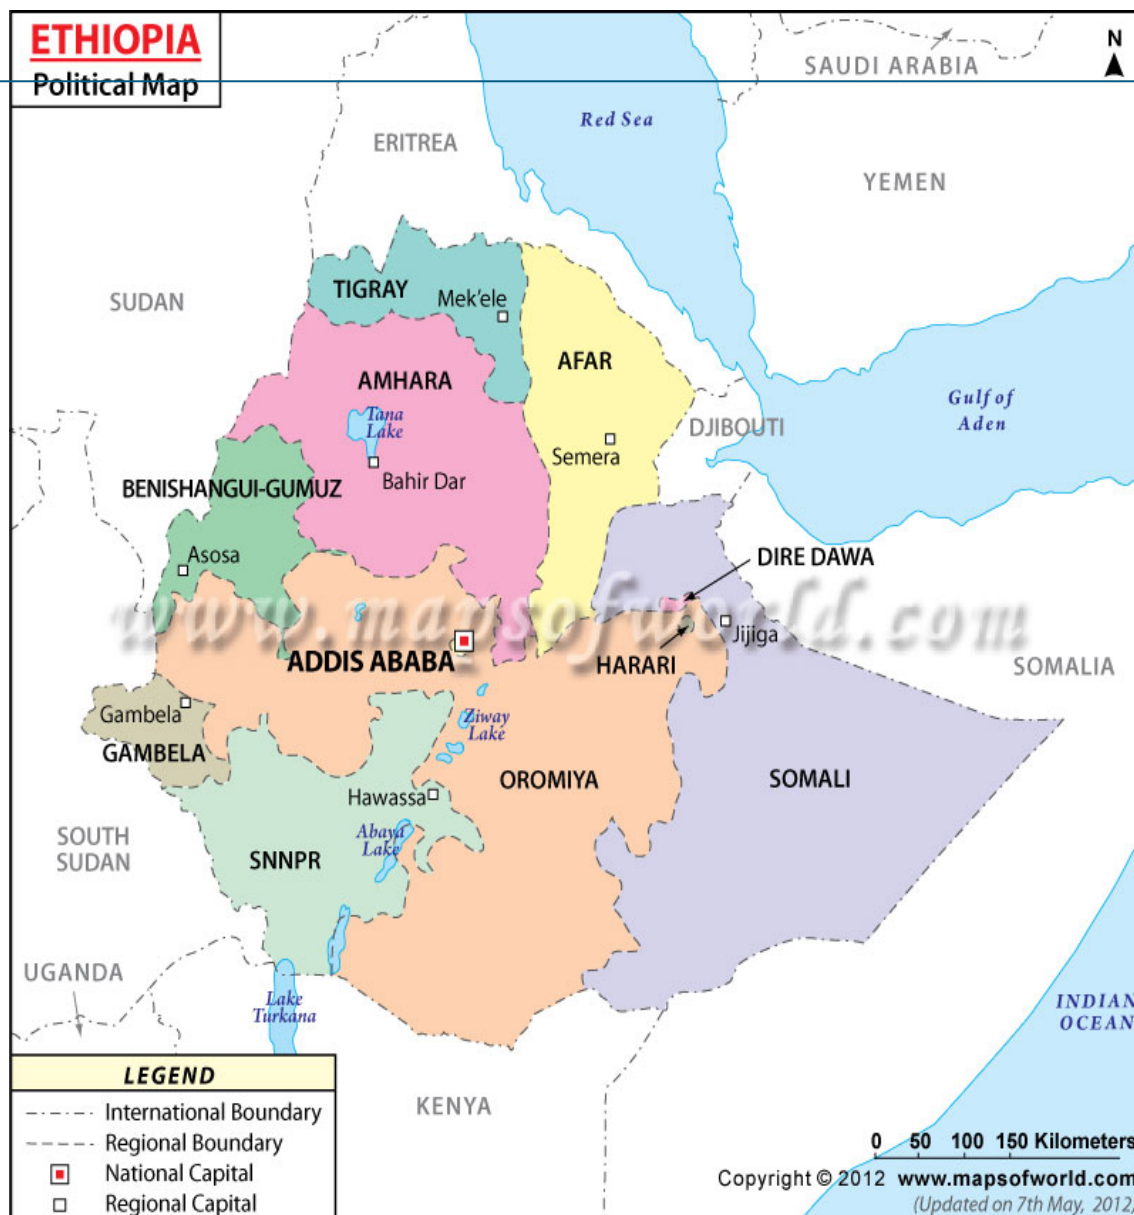 ETHIOPIA
Political Map
N
SAUDI ARABIA
Red Sea
ERITREA
YEMEN
SUDAN
TIGRAY
Mek'ele
AFAR
AMHARA
Tana
Lake
Gulf of
Aden
DJIBOUTI
Semera
Bahir Dar
BENISHANGUI-GUMUZ
Asosa
DIRE DAWA
www.mapsofworld.com
Jijiga
ADDIS ABABA
HARARI
SOMALIA
Gambela
GAMBELA
Ziway
Lake
OROMIYA
SOMALI
Hawassa
Abaya
Lake
SOUTH
SUDAN
SNNPR
UGANDA
Lake
Turkana
INDIAN
OCEAN
KENYA
LEGEND
International Boundary
Regional Boundary
National Capital
Regional Capital
0 50 100 150 Kilometers
Copyright © 2012 www.mapsofworld.com
(Updated on 7th May, 2012)